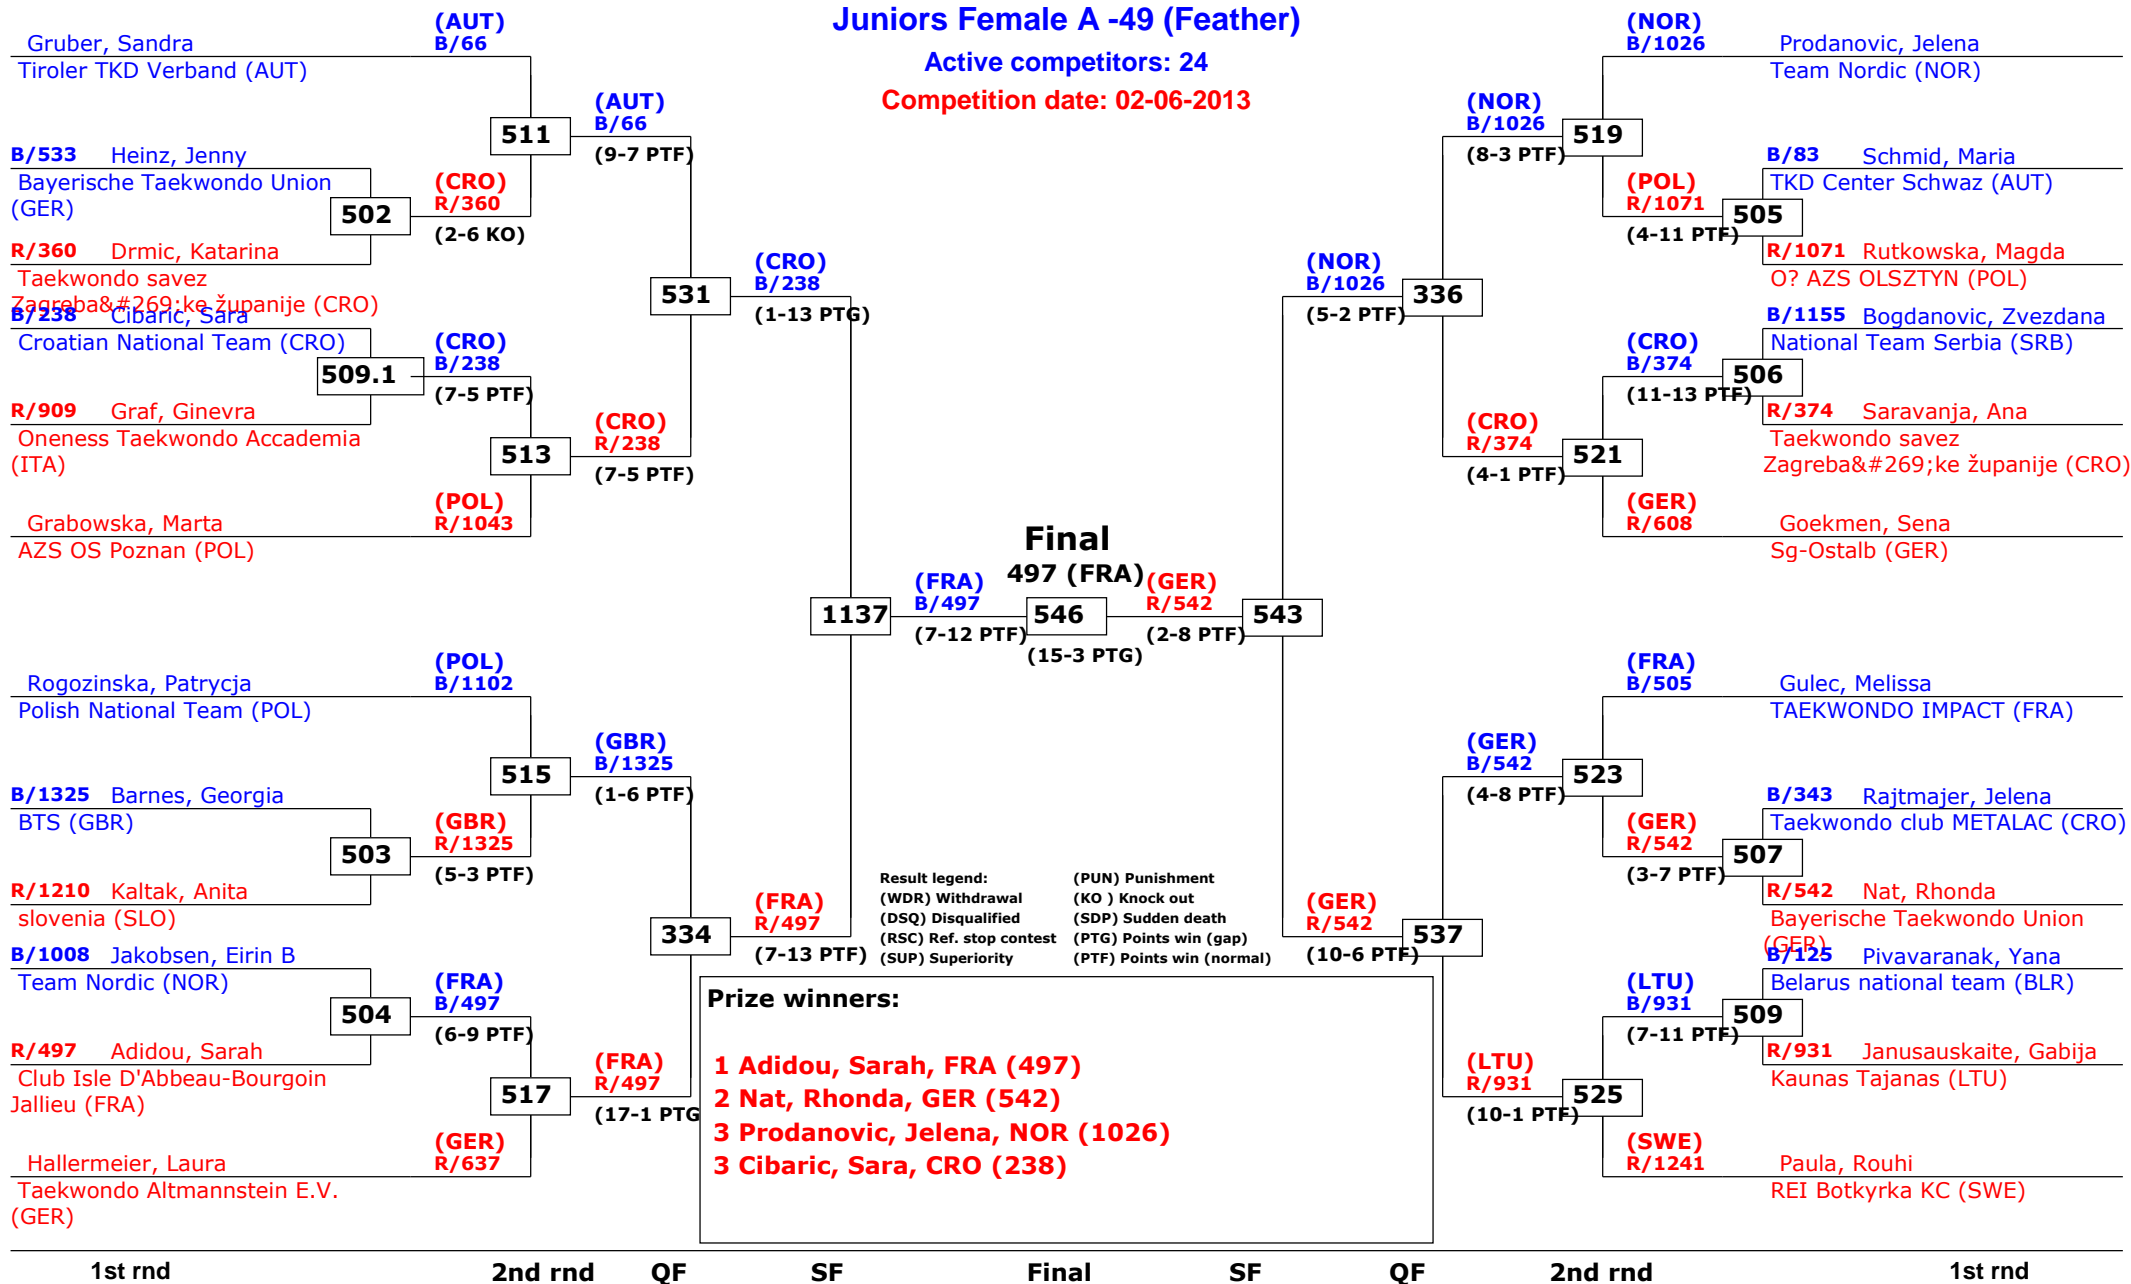 Juniors Female A -49 (Feather)
Active competitors: 24
Competition date: 02-06-2013
Gruber, Sandra
Tiroler TKD Verband (AUT)
(AUT)
B/66
B/533 Heinz, Jenny
Bayerische Taekwondo Union
(GER)
R/360 Drmic, Katarina
Taekwondo savez
Zagreba&#269;ke županije (CRO)
502
(CRO)
R/360
(2-6 KO)
511
(AUT)
B/66
(9-7 PTF)
B/238 Cibaric, Sara
Croatian National Team (CRO)
R/909 Graf, Ginevra
Oneness Taekwondo Accademia
(ITA)
509.1
(CRO)
B/238
(7-5 PTF)
Grabowska, Marta
AZS OS Poznan (POL)
(POL)
R/1043
513
(CRO)
R/238
(7-5 PTF)
531
(CRO)
B/238
(1-13 PTG)
Rogozinska, Patrycja
Polish National Team (POL)
(POL)
B/1102
B/1325 Barnes, Georgia
BTS (GBR)
R/1210 Kaltak, Anita
slovenia (SLO)
503
(GBR)
R/1325
(5-3 PTF)
515
(GBR)
B/1325
(1-6 PTF)
B/1008 Jakobsen, Eirin B
Team Nordic (NOR)
R/497 Adidou, Sarah
Club Isle D'Abbeau-Bourgoin
Jallieu (FRA)
504
(FRA)
B/497
(6-9 PTF)
Hallermeier, Laura
Taekwondo Altmannstein E.V.
(GER)
(GER)
R/637
517
(FRA)
R/497
(17-1 PTG
334
(FRA)
R/497
(7-13 PTF)
1137
(FRA)
B/497
(7-12 PTF)
Final
497 (FRA)
546
(15-3 PTG)
(GER)
R/542
(2-8 PTF)
543
(NOR)
B/1026
(5-2 PTF)
336
(NOR)
B/1026
(8-3 PTF)
519
(NOR)
B/1026
Prodanovic, Jelena
Team Nordic (NOR)
(POL)
R/1071
(4-11 PTF)
505
B/83 Schmid, Maria
TKD Center Schwaz (AUT)
R/1071 Rutkowska, Magda
O? AZS OLSZTYN (POL)
(CRO)
R/374
(4-1 PTF)
521
(CRO)
B/374
(11-13 PTF)
506
B/1155 Bogdanovic, Zvezdana
National Team Serbia (SRB)
R/374 Saravanja, Ana
Taekwondo savez
Zagreba&#269;ke županije (CRO)
(GER)
R/608
Goekmen, Sena
Sg-Ostalb (GER)
(GER)
R/542
(10-6 PTF)
537
(GER)
B/542
(4-8 PTF)
523
(FRA)
B/505
Gulec, Melissa
TAEKWONDO IMPACT (FRA)
(GER)
R/542
(3-7 PTF)
507
B/343 Rajtmajer, Jelena
Taekwondo club METALAC (CRO)
R/542 Nat, Rhonda
Bayerische Taekwondo Union
(GER)
(LTU)
R/931
(10-1 PTF)
525
(LTU)
B/931
(7-11 PTF)
509
B/125 Pivavaranak, Yana
Belarus national team (BLR)
R/931 Janusauskaite, Gabija
Kaunas Tajanas (LTU)
(SWE)
R/1241
Paula, Rouhi
REI Botkyrka KC (SWE)
Result legend: (PUN) Punishment
(WDR) Withdrawal (KO ) Knock out
(DSQ) Disqualified (SDP) Sudden death
(RSC) Ref. stop contest (PTG) Points win (gap)
(SUP) Superiority (PTF) Points win (normal)
Prize winners:
1 Adidou, Sarah, FRA (497)
2 Nat, Rhonda, GER (542)
3 Prodanovic, Jelena, NOR (1026)
3 Cibaric, Sara, CRO (238)
1st rnd 2nd rnd QF SF Final SF QF 2nd rnd 1st rnd